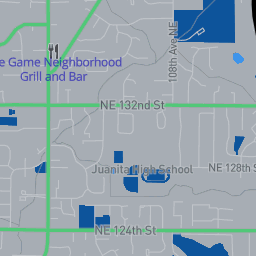 108th Ave NE
e Game Neighborhood
Grill and Bar
NE 132nd St
Juanita High School
NE 128th S
NE 124th St